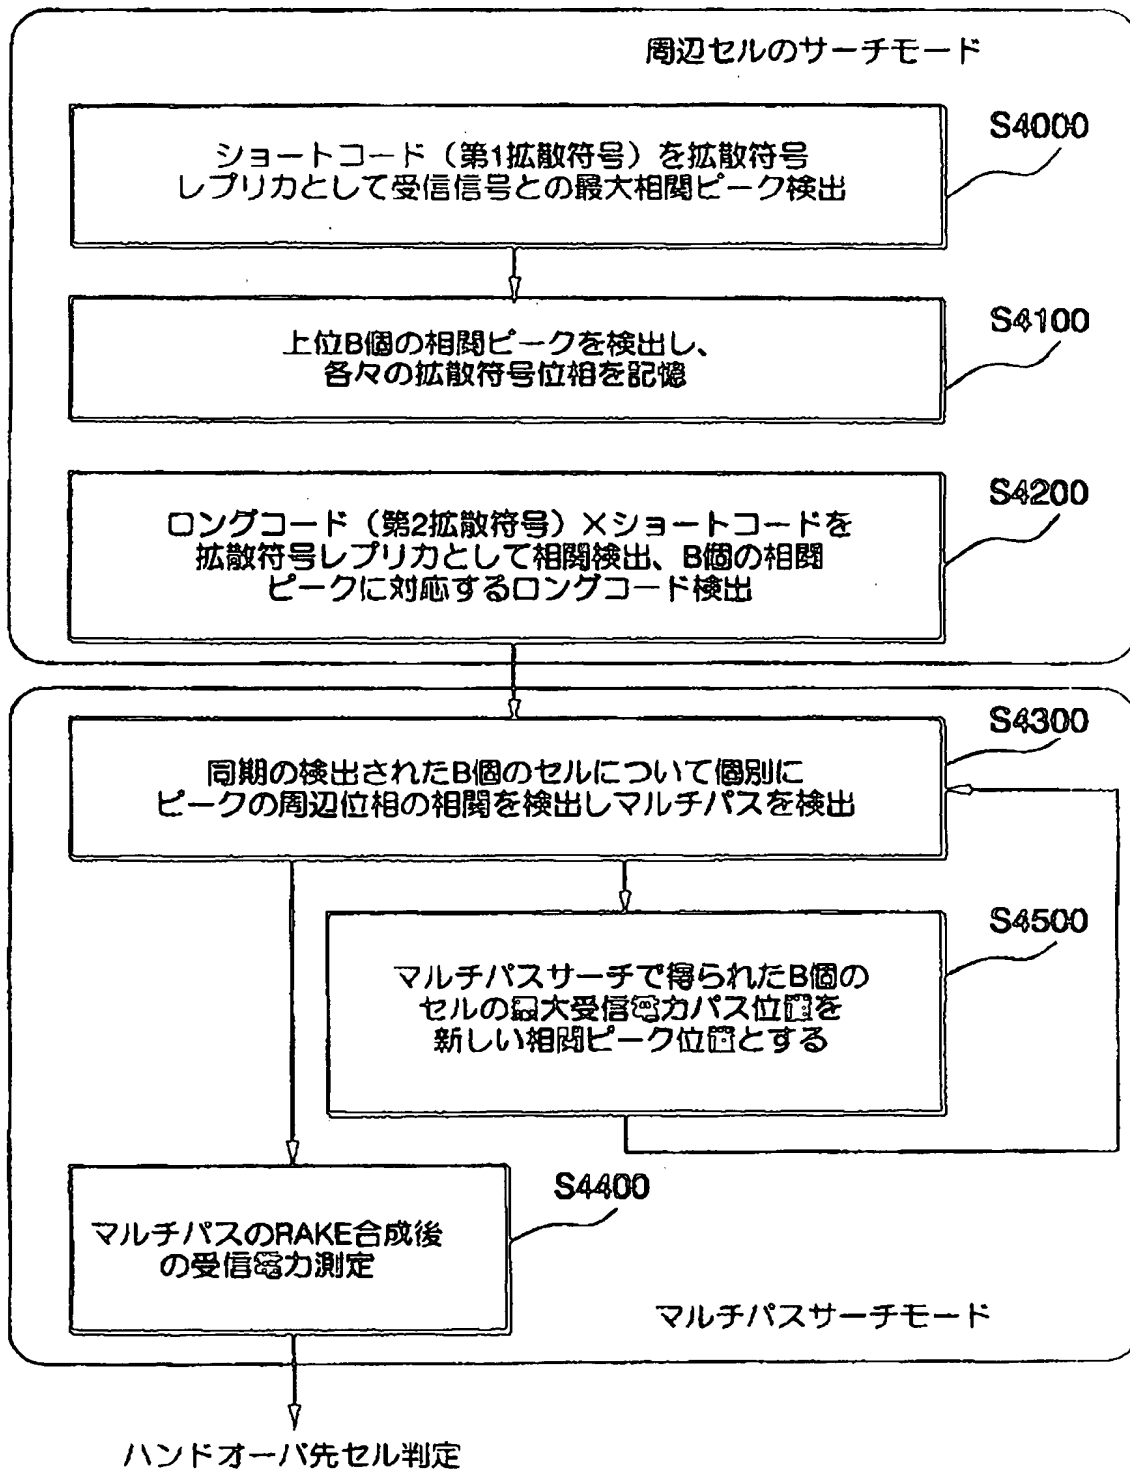 周辺セルのサーチモード
S4000
ショートコード（第1拡散符号）を拡散符号
レプリカとして受信信号との最大相関ピーク検出
S4100
上位B個の相関ピークを検出し、
各々の拡散符号位相を記憶
S4200
ロングコード（第2拡散符号）×ショートコードを
拡散符号レプリカとして相関検出、B個の相関
ピークに対応するロングコード検出
S4300
同期の検出されたB個のセルについて個別に
ピークの周辺位相の相関を検出しマルチパスを検出
S4500
マルチパスサーチで得られたB個の
セルの最大受信電力パス位置を
新しい相関ピーク位置とする
S4400
マルチパスのRAKE合成後
の受信電力測定
マルチパスサーチモード
ハンドオーバ先セル判定